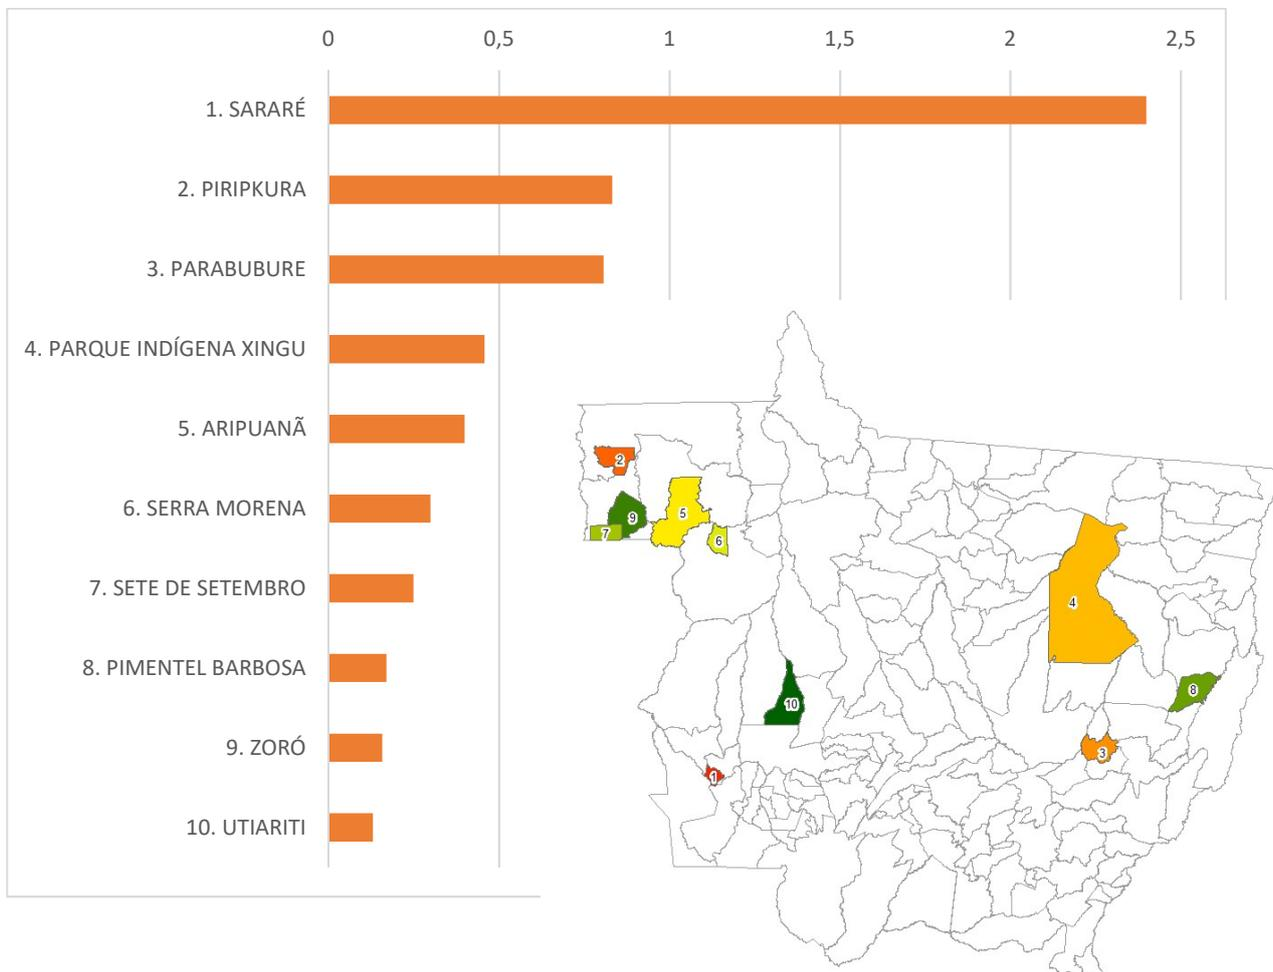 0 0,5 1 1,5 2 2,5
1. SARARÉ
2. PIRIPKURA
3. PARABUBURE
4. PARQUE INDÍGENA XINGU
5. ARIPUANÃ
6. SERRA MORENA
7. SETE DE SETEMBRO
8. PIMENTEL BARBOSA
9. ZORÓ
10. UTIARITI
2
5
9
7
6
4
8
10
3
1